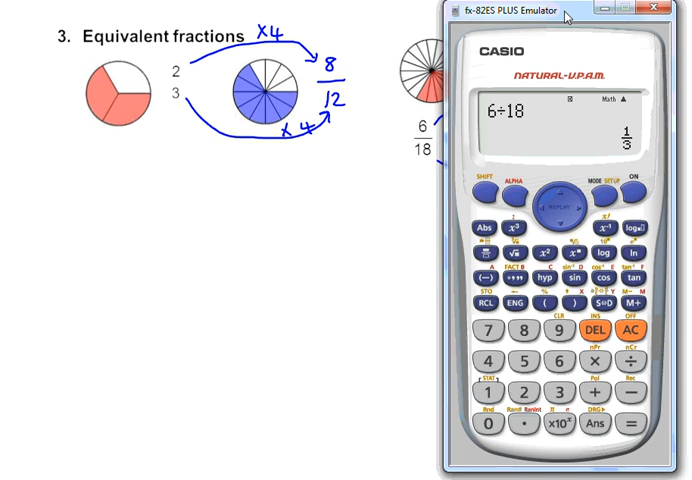 3. Equivalent fractions
×4
2
3
8
12
×4
6
18
fx-82ES PLUS Emulator
CASIO
NATURAL-V.P.A.M.
Math ▲
6÷18
1
3
SHIFT ALPHA MODE SETUP ON
REPLAY
Abs x³ x⁻¹
x² log ln
(−) hyp sin cos tan
RCL ENG ( ) S⇔D M+
7 8 9 DEL AC
4 5 6 × ÷
1 2 3 + −
0 · ×10ˣ Ans =